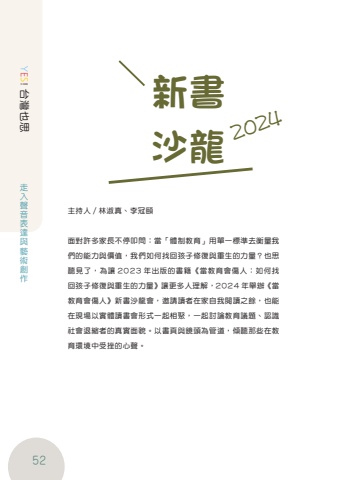 YES! 台灣也思
走入聲音表達與藝術創作
新書
沙龍
2024
主持人 / 林淑真、李冠頤
面對許多家長不停叩問：當「體制教育」用單一標準去衡量我
們的能力與價值，我們如何找回孩子修復與重生的力量？也思
聽見了，為讓 2023 年出版的書籍《當教育會傷人：如何找
回孩子修復與重生的力量》讓更多人理解，2024 年舉辦《當
教育會傷人》新書沙龍會，邀請讀者在家自我閱讀之餘，也能
在現場以實體讀書會形式一起相聚，一起討論教育議題、認識
社會退縮者的真實面貌。以書頁與鏡頭為管道，傾聽那些在教
育環境中受挫的心聲。
52